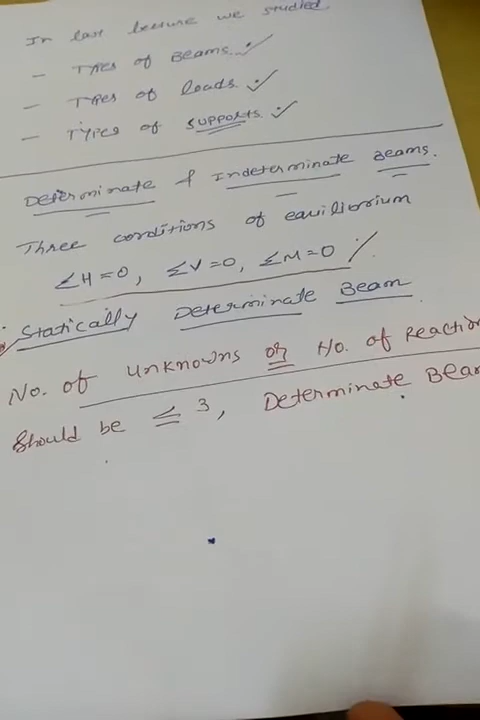 In last lecture we studied
- Types of Beams. ✓
- Types of loads. ✓
- Types of supports. ✓
Determinate & Indeterminate Beams.
Three conditions of equilibrium
ΣH=0, ΣV=0, ΣM=0
Statically Determinate Beam
No. of unknowns or No. of Reaction
should be ≤ 3, Determinate Bea